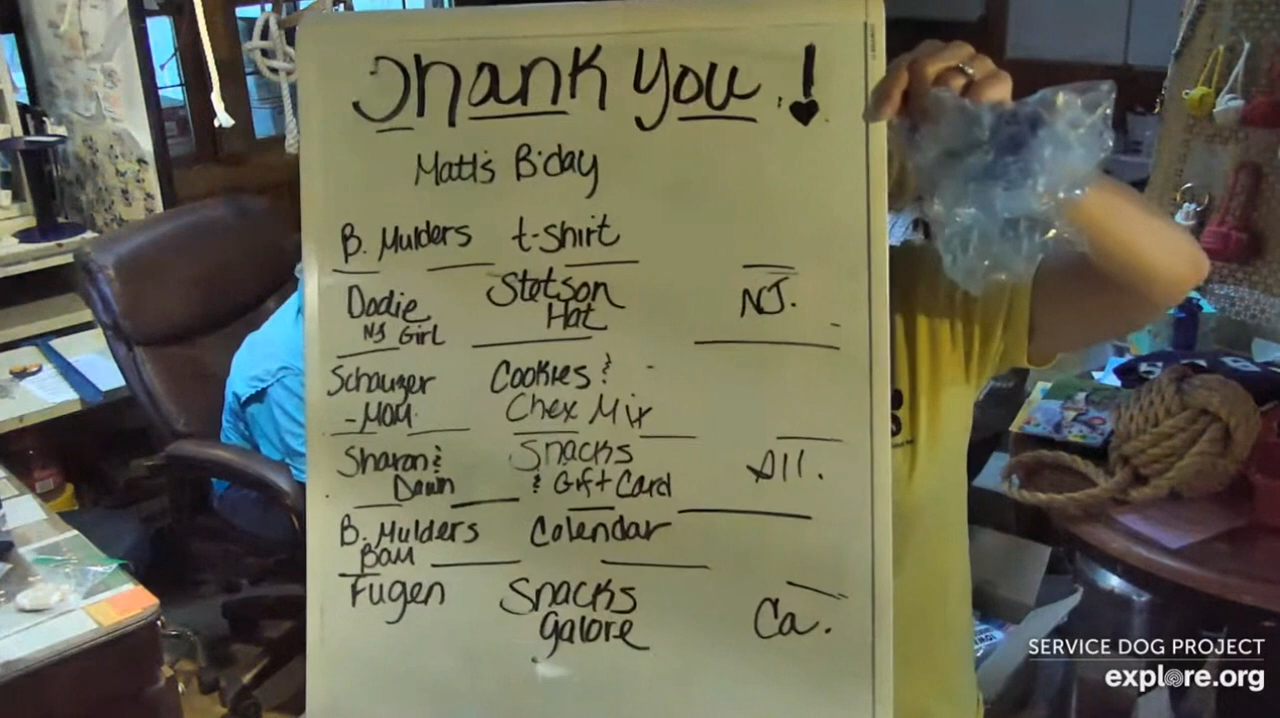 Thank you!
Matt's B'day
B. Mulders t-shirt
Dodie Stetson NJ.
NJ Girl Hat
Schauzer Cookies &
-MOM Chex Mix
Sharon & Snacks All.
Dawn & Gift Card
B. Mulders Calendar
Bam
Fugen Snacks Ca.
galore
SERVICE DOG PROJECT
explore.org